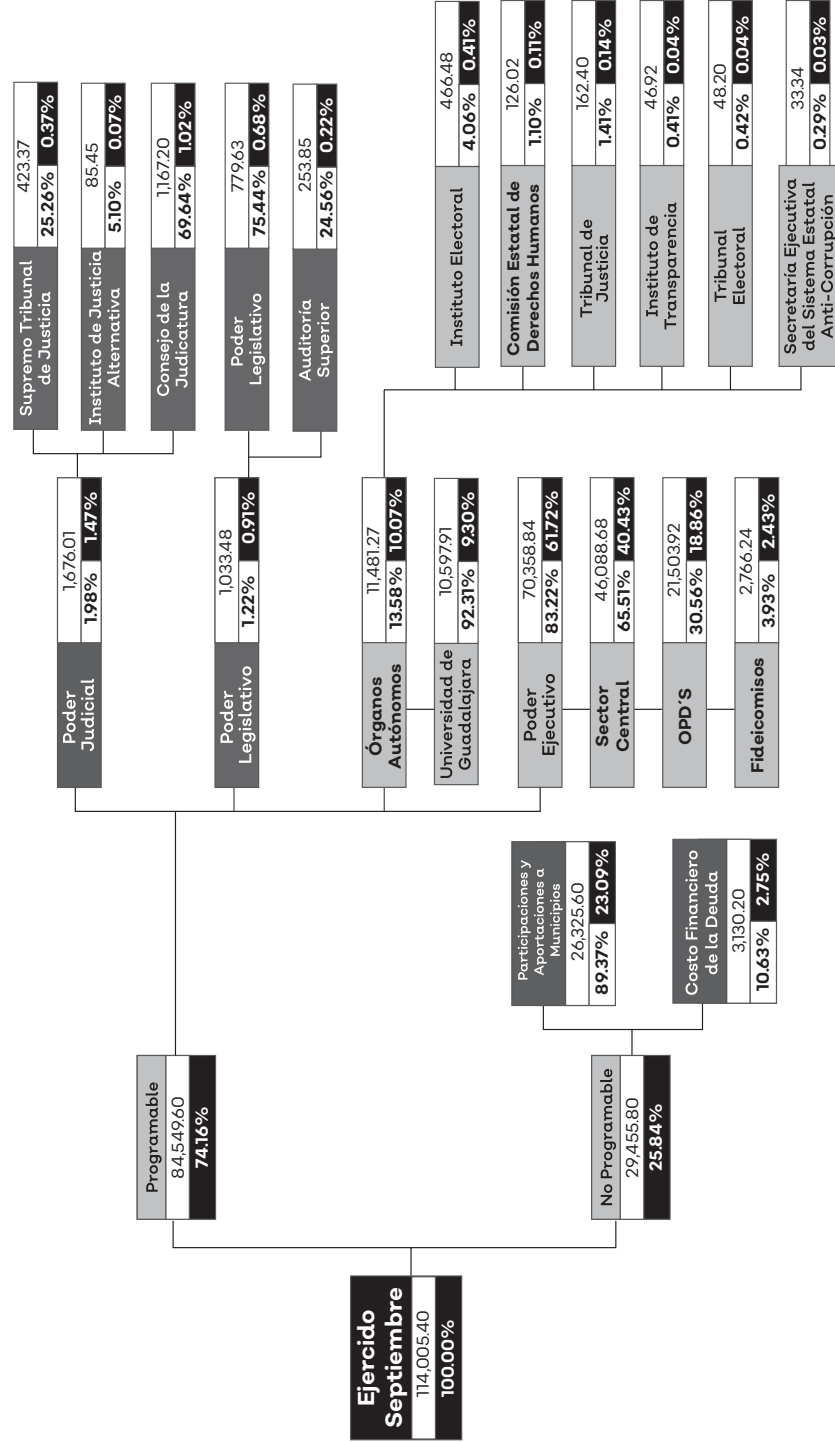 Ejercido
Septiembre
114,005.40
100.00%
Programable
84,549.60
74.16%
No Programable
29,455.80
25.84%
Participaciones y
Aportaciones a
Municipios
26,325.60
89.37% 23.09%
Costo Financiero
de la Deuda
3,130.20
10.63% 2.75%
Poder
Judicial
1,676.01
1.98% 1.47%
Poder
Legislativo
1,033.48
1.22% 0.91%
Órganos
Autónomos
11,481.27
13.58% 10.07%
Universidad de
Guadalajara
10,597.91
92.31% 9.30%
Poder
Ejecutivo
70,358.84
83.22% 61.72%
Sector
Central
46,088.68
65.51% 40.43%
OPD´S
21,503.92
30.56% 18.86%
Fideicomisos
2,766.24
3.93% 2.43%
Supremo Tribunal
de Justicia
423.37
25.26% 0.37%
Instituto de Justicia
Alternativa
85.45
5.10% 0.07%
Consejo de la
Judicatura
1,167.20
69.64% 1.02%
Poder
Legislativo
779.63
75.44% 0.68%
Auditoría
Superior
253.85
24.56% 0.22%
Instituto Electoral
466.48
4.06% 0.41%
Comisión Estatal de
Derechos Humanos
126.02
1.10% 0.11%
Tribunal de
Justicia
162.40
1.41% 0.14%
Instituto de
Transparencia
46.92
0.41% 0.04%
Tribunal
Electoral
48.20
0.42% 0.04%
Secretaría Ejecutiva
del Sistema Estatal
Anti-Corrupción
33.34
0.29% 0.03%